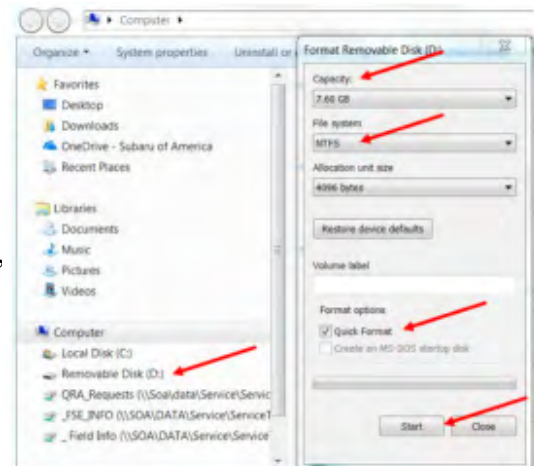 Computer
Organize
System properties
Uninstall or
Favorites
Desktop
Downloads
OneDrive - Subaru of America
Recent Places
Libraries
Documents
Music
Pictures
Videos
Computer
Local Disk (C:)
Removable Disk (D:)
QRA_Requests (\\Soa\data\Service\Servic
_FSE_INFO (\\SOA\DATA\Service\ServiceT
_ Field Info (\\SOA\DATA\Service\Service
Format Removable Disk (D:)
Capacity:
7.60 GB
File system
NTFS
Allocation unit size
4096 bytes
Restore device defaults
Volume label
Format options
Quick Format
Create an MS-DOS startup disk
Start
Close